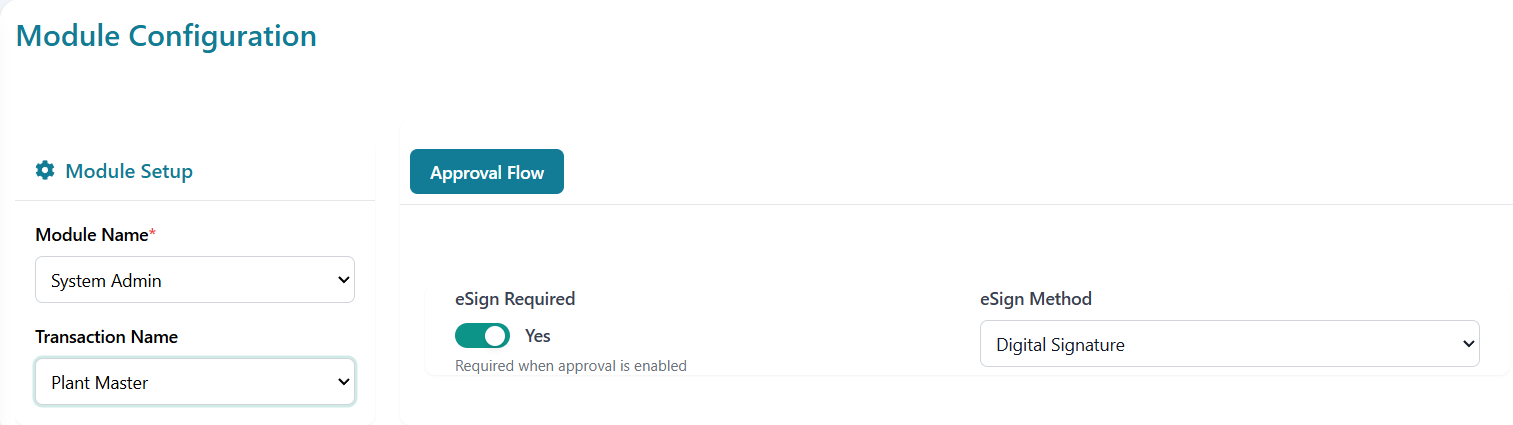 Module Configuration
Module Setup
Module Name*
System Admin
Transaction Name
Plant Master
Approval Flow
eSign Required
Yes
Required when approval is enabled
eSign Method
Digital Signature